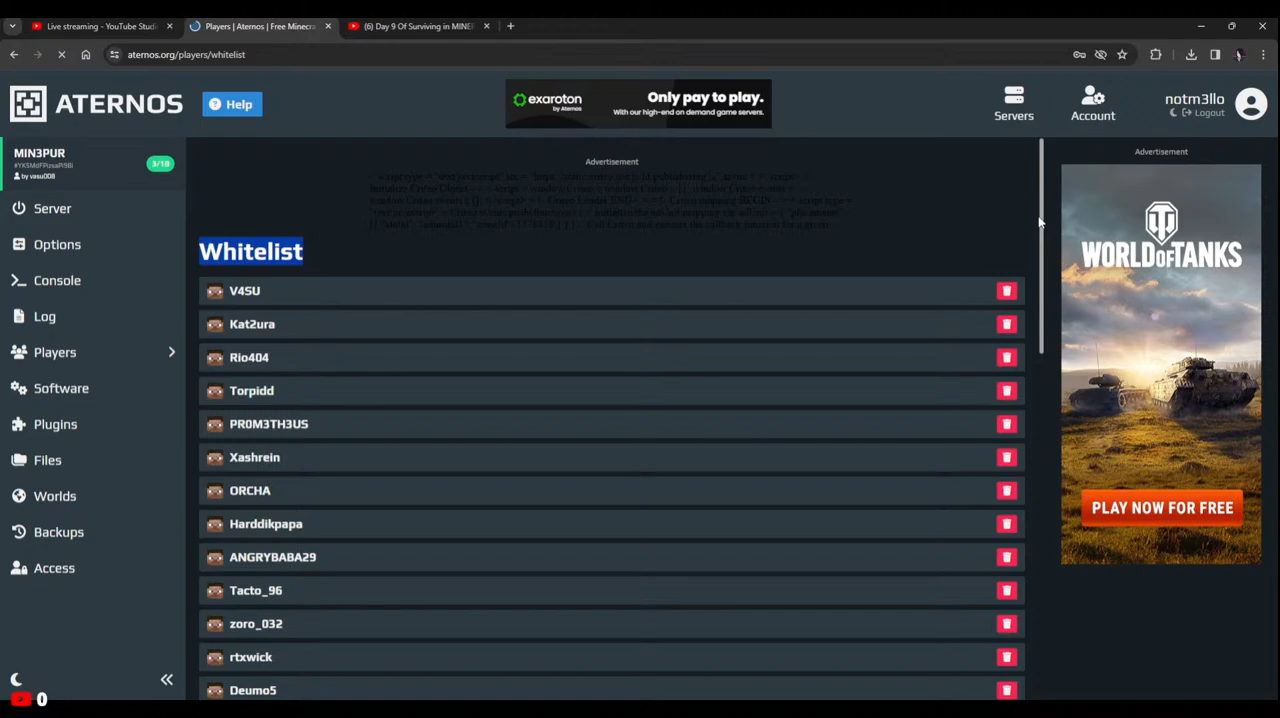 Live streaming - YouTube Studi
Players | Aternos | Free Minecra
(6) Day 9 Of Surviving in MINE
aternos.org/players/whitelist
ATERNOS
Help
exaroton
by Aternos
Only pay to play.
With our high-end on demand game servers.
Servers
Account
notm3llo
Logout
MIN3PUR
3/10
by vasu008
Server
Options
Console
Log
Players
Software
Plugins
Files
Worlds
Backups
Access
0
Advertisement
Whitelist
V4SU
Kat2ura
Rio404
Torpidd
PR0M3TH3US
Xashrein
ORCHA
Harddikpapa
ANGRYBABA29
Tacto_96
zoro_032
rtxwick
Deumo5
Advertisement
WORLD OF TANKS
PLAY NOW FOR FREE